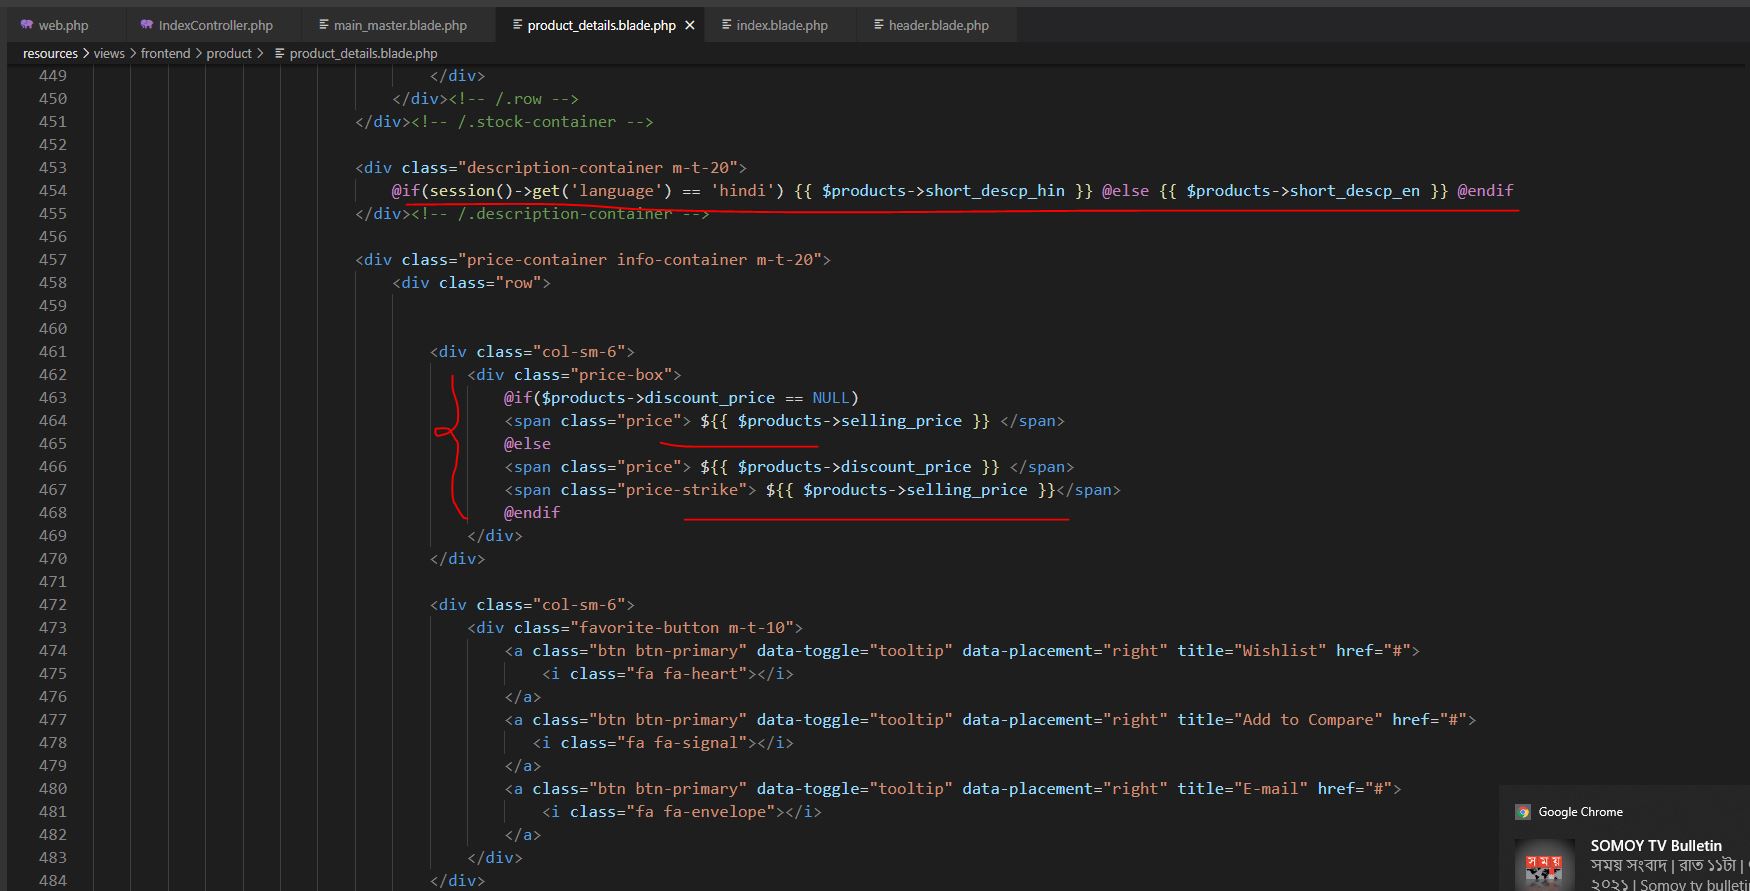 web.php IndexController.php main_master.blade.php product_details.blade.php × index.blade.php header.blade.php
resources > views > frontend > product > product_details.blade.php
449 </div>
450 </div><!-- /.row -->
451 </div><!-- /.stock-container -->
452
453 <div class="description-container m-t-20">
454 @if(session()->get('language') == 'hindi') {{ $products->short_descp_hin }} @else {{ $products->short_descp_en }} @endif
455 </div><!-- /.description-container -->
456
457 <div class="price-container info-container m-t-20">
458 <div class="row">
459
460
461 <div class="col-sm-6">
462 <div class="price-box">
463 @if($products->discount_price == NULL)
464 <span class="price"> ${{ $products->selling_price }} </span>
465 @else
466 <span class="price"> ${{ $products->discount_price }} </span>
467 <span class="price-strike"> ${{ $products->selling_price }}</span>
468 @endif
469 </div>
470 </div>
471
472 <div class="col-sm-6">
473 <div class="favorite-button m-t-10">
474 <a class="btn btn-primary" data-toggle="tooltip" data-placement="right" title="Wishlist" href="#">
475 <i class="fa fa-heart"></i>
476 </a>
477 <a class="btn btn-primary" data-toggle="tooltip" data-placement="right" title="Add to Compare" href="#">
478 <i class="fa fa-signal"></i>
479 </a>
480 <a class="btn btn-primary" data-toggle="tooltip" data-placement="right" title="E-mail" href="#">
481 <i class="fa fa-envelope"></i>
482 </a>
483 </div>
484 </div>
Google Chrome
SOMOY TV Bulletin
সময়
সময় সংবাদ | রাত ১১টা |
২০২১ | Somoy tv bulleti